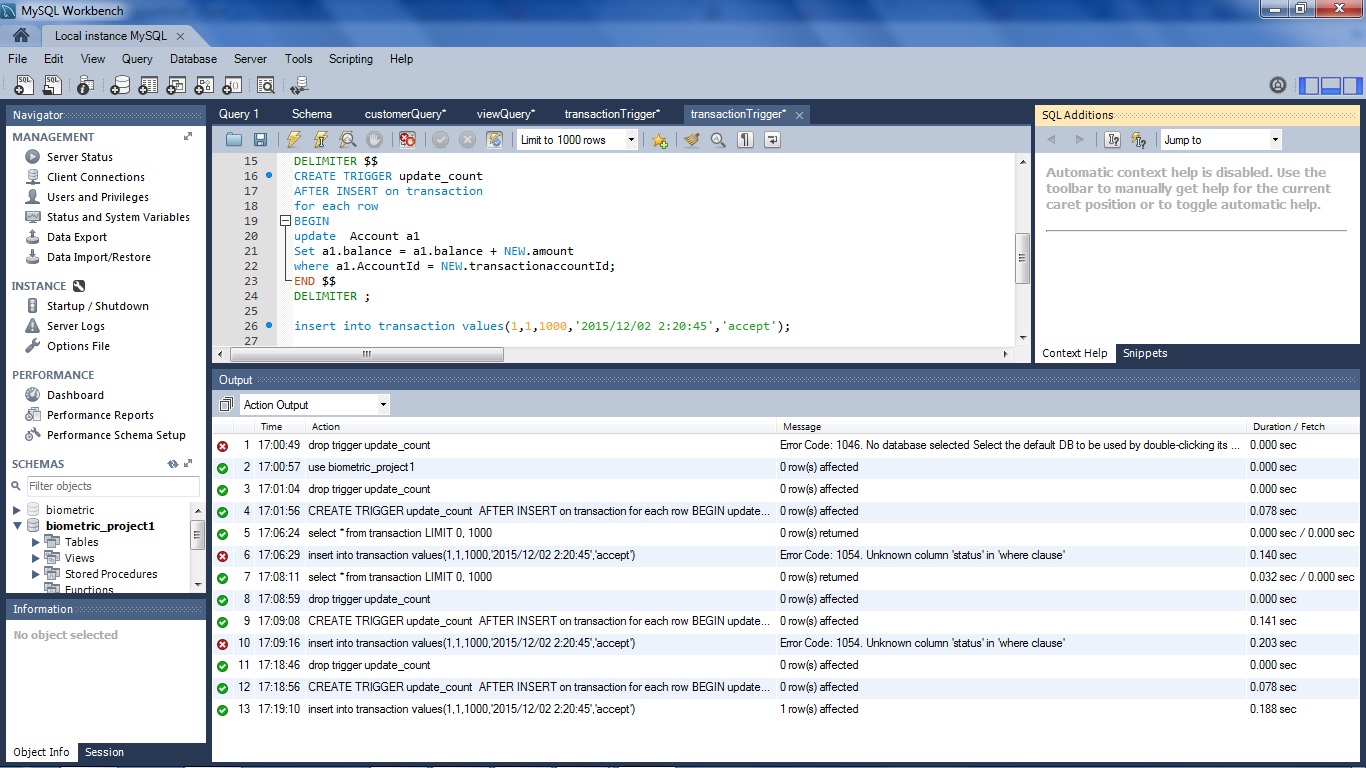 MySQL Workbench
Local instance MySQL
File Edit View Query Database Server Tools Scripting Help
Navigator
MANAGEMENT
Server Status
Client Connections
Users and Privileges
Status and System Variables
Data Export
Data Import/Restore
INSTANCE
Startup / Shutdown
Server Logs
Options File
PERFORMANCE
Dashboard
Performance Reports
Performance Schema Setup
SCHEMAS
Filter objects
biometric
biometric_project1
Tables
Views
Stored Procedures
Functions
Information
No object selected
Object Info Session
Query 1 Schema customerQuery* viewQuery* transactionTrigger* transactionTrigger*
Limit to 1000 rows
15 DELIMITER $$
16 CREATE TRIGGER update_count
17 AFTER INSERT on transaction
18 for each row
19 BEGIN
20 update  Account a1
21 Set a1.balance = a1.balance + NEW.amount
22 where a1.AccountId = NEW.transactionaccountId;
23 END $$
24 DELIMITER ;
25
26 insert into transaction values(1,1,1000,'2015/12/02 2:20:45','accept');
27
SQL Additions
Jump to
Automatic context help is disabled. Use the
toolbar to manually get help for the current
caret position or to toggle automatic help.
Context Help Snippets
Output
Action Output
Time Action Message Duration / Fetch
1 17:00:49 drop trigger update_count Error Code: 1046. No database selected Select the default DB to be used by double-clicking its ... 0.000 sec
2 17:00:57 use biometric_project1 0 row(s) affected 0.000 sec
3 17:01:04 drop trigger update_count 0 row(s) affected 0.000 sec
4 17:01:56 CREATE TRIGGER update_count  AFTER INSERT on transaction for each row BEGIN update... 0 row(s) affected 0.078 sec
5 17:06:24 select * from transaction LIMIT 0, 1000 0 row(s) returned 0.000 sec / 0.000 sec
6 17:06:29 insert into transaction values(1,1,1000,'2015/12/02 2:20:45','accept') Error Code: 1054. Unknown column 'status' in 'where clause' 0.140 sec
7 17:08:11 select * from transaction LIMIT 0, 1000 0 row(s) returned 0.032 sec / 0.000 sec
8 17:08:59 drop trigger update_count 0 row(s) affected 0.000 sec
9 17:09:08 CREATE TRIGGER update_count  AFTER INSERT on transaction for each row BEGIN update... 0 row(s) affected 0.141 sec
10 17:09:16 insert into transaction values(1,1,1000,'2015/12/02 2:20:45','accept') Error Code: 1054. Unknown column 'status' in 'where clause' 0.203 sec
11 17:18:46 drop trigger update_count 0 row(s) affected 0.000 sec
12 17:18:56 CREATE TRIGGER update_count  AFTER INSERT on transaction for each row BEGIN update... 0 row(s) affected 0.078 sec
13 17:19:10 insert into transaction values(1,1,1000,'2015/12/02 2:20:45','accept') 1 row(s) affected 0.188 sec